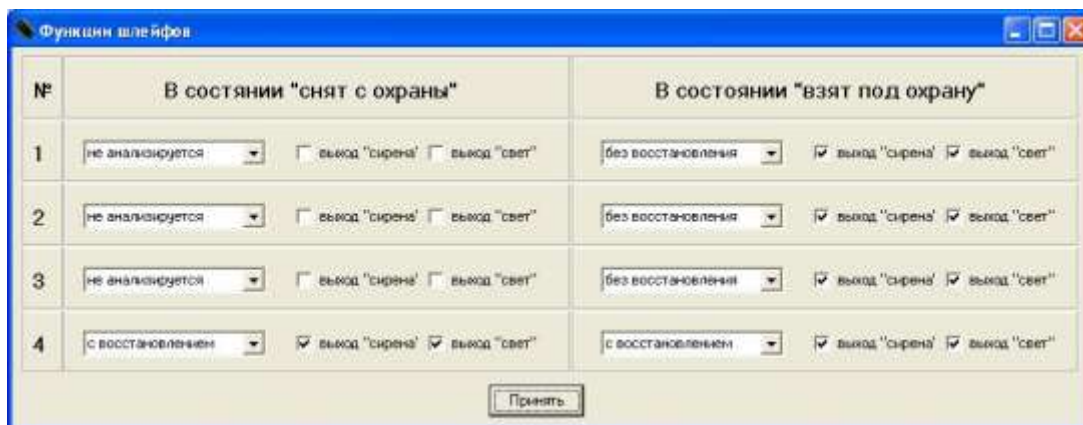 Функции шлейфов
№ В состянии "снят с охраны" В состоянии "взят под охрану"
1 не анализируется выход "сирена" выход "свет" без восстановления выход "сирена" выход "свет"
2 не анализируется выход "сирена" выход "свет" без восстановления выход "сирена" выход "свет"
3 не анализируется выход "сирена" выход "свет" без восстановления выход "сирена" выход "свет"
4 с восстановлением выход "сирена" выход "свет" с восстановлением выход "сирена" выход "свет"
Принять